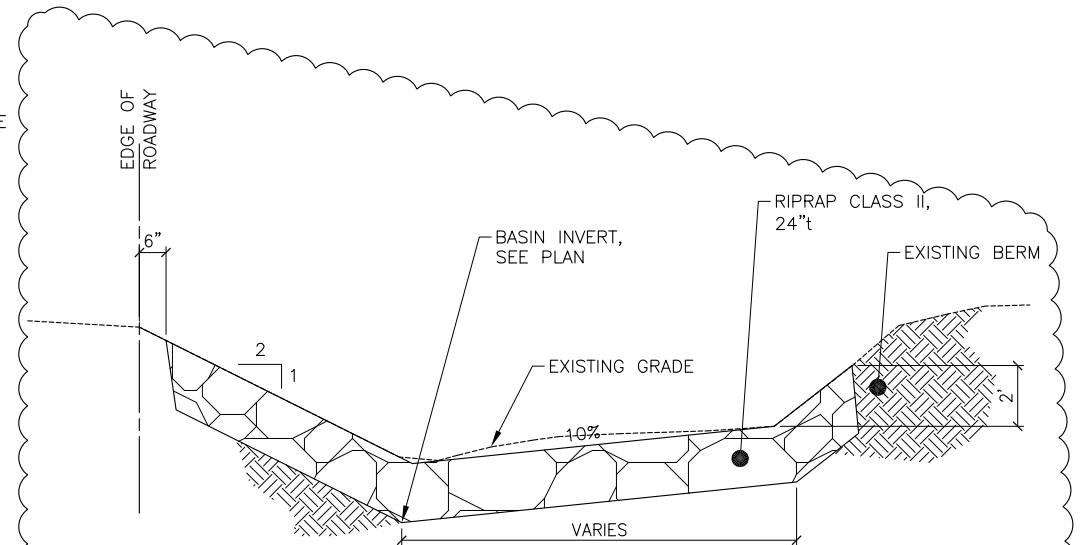 EDGE OF
ROADWAY
E
6"
BASIN INVERT,
SEE PLAN
RIPRAP CLASS II,
24"t
EXISTING BERM
2
1
EXISTING GRADE
10%
2'
VARIES